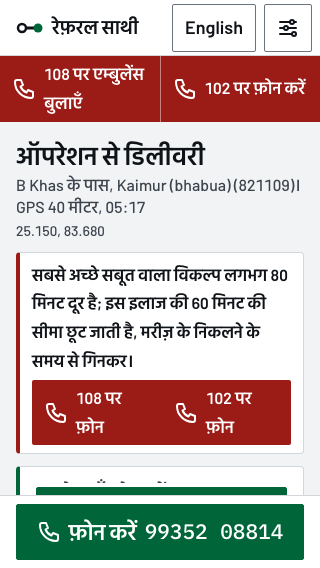 रेफ़रल साथी
English
108 पर एम्बुलेंस
बुलाएँ
102 पर फ़ोन करें
ऑपरेशन से डिलीवरी
B Khas के पास, Kaimur (bhabua) (821109)।
GPS 40 मीटर, 05:17
25.150, 83.680
सबसे अच्छे सबूत वाला विकल्प लगभग 80
मिनट दूर है; इस इलाज की 60 मिनट की
सीमा छूट जाती है, मरीज़ के निकलने के
समय से गिनकर।
108 पर
फ़ोन
102 पर
फ़ोन
फ़ोन करें 99352 08814